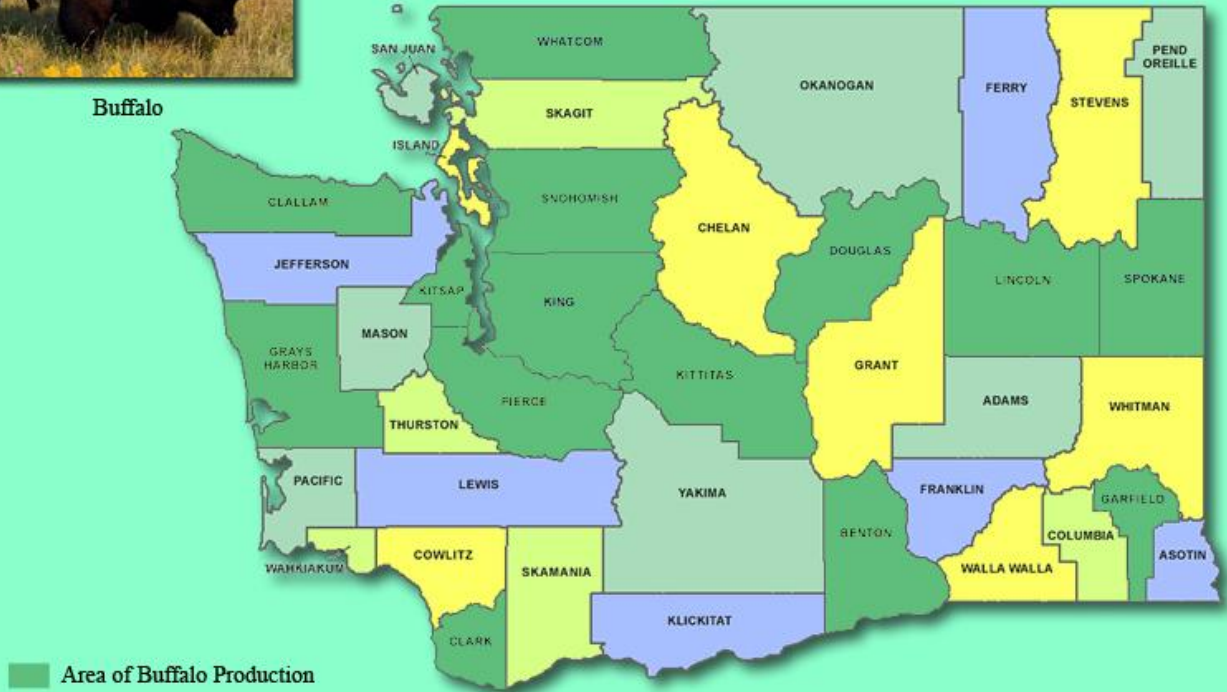 Buffalo
SAN JUAN
WHATCOM
OKANOGAN
FERRY
STEVENS
PEND
OREILLE
SKAGIT
ISLAND
CLALLAM
SNOHOMISH
CHELAN
DOUGLAS
JEFFERSON
KITSAP
KING
LINCOLN
SPOKANE
MASON
GRAYS
HARBOR
KITTITAS
GRANT
PIERCE
THURSTON
ADAMS
WHITMAN
PACIFIC
LEWIS
YAKIMA
FRANKLIN
GARFIELD
BENTON
COLUMBIA
ASOTIN
WAHKIAKUM
COWLITZ
SKAMANIA
WALLA WALLA
KLICKITAT
CLARK
Area of Buffalo Production